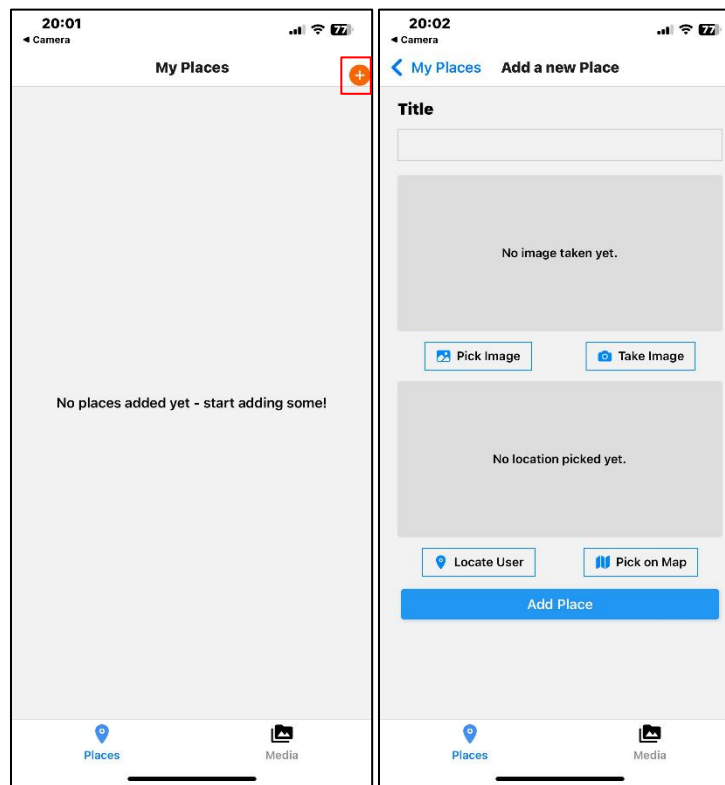 20:01
77
◄ Camera
My Places
No places added yet - start adding some!
Places
Media
20:02
77
◄ Camera
My Places
Add a new Place
Title
No image taken yet.
Pick Image
Take Image
No location picked yet.
Locate User
Pick on Map
Add Place
Places
Media